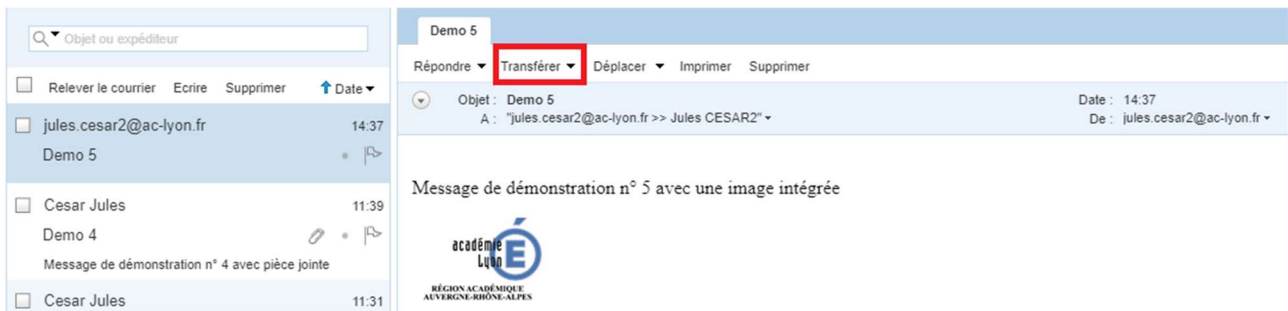 Objet ou expéditeur
Relever le courrier Ecrire Supprimer Date
jules.cesar2@ac-lyon.fr 14:37
Demo 5
Cesar Jules 11:39
Demo 4
Message de démonstration n° 4 avec pièce jointe
Cesar Jules 11:31
Demo 5
Répondre Transférer Déplacer Imprimer Supprimer
Objet : Demo 5 Date : 14:37
A : "jules.cesar2@ac-lyon.fr >> Jules CESAR2" De : jules.cesar2@ac-lyon.fr
Message de démonstration n° 5 avec une image intégrée
académie
Lyon
RÉGION ACADÉMIQUE
AUVERGNE-RHÔNE-ALPES